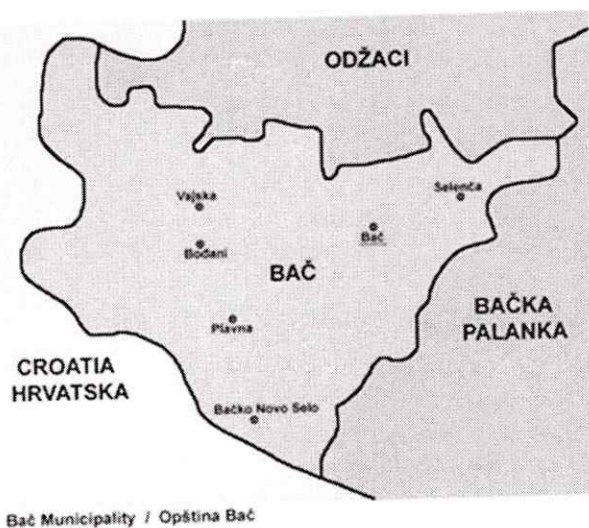 ODŽACI
Selenča
Vajska
Bač
Bođani
BAČ
BAČKA
PALANKA
Plavna
CROATIA
HRVATSKA
Bačko Novo Selo
Bač Municipality / Opština Bač